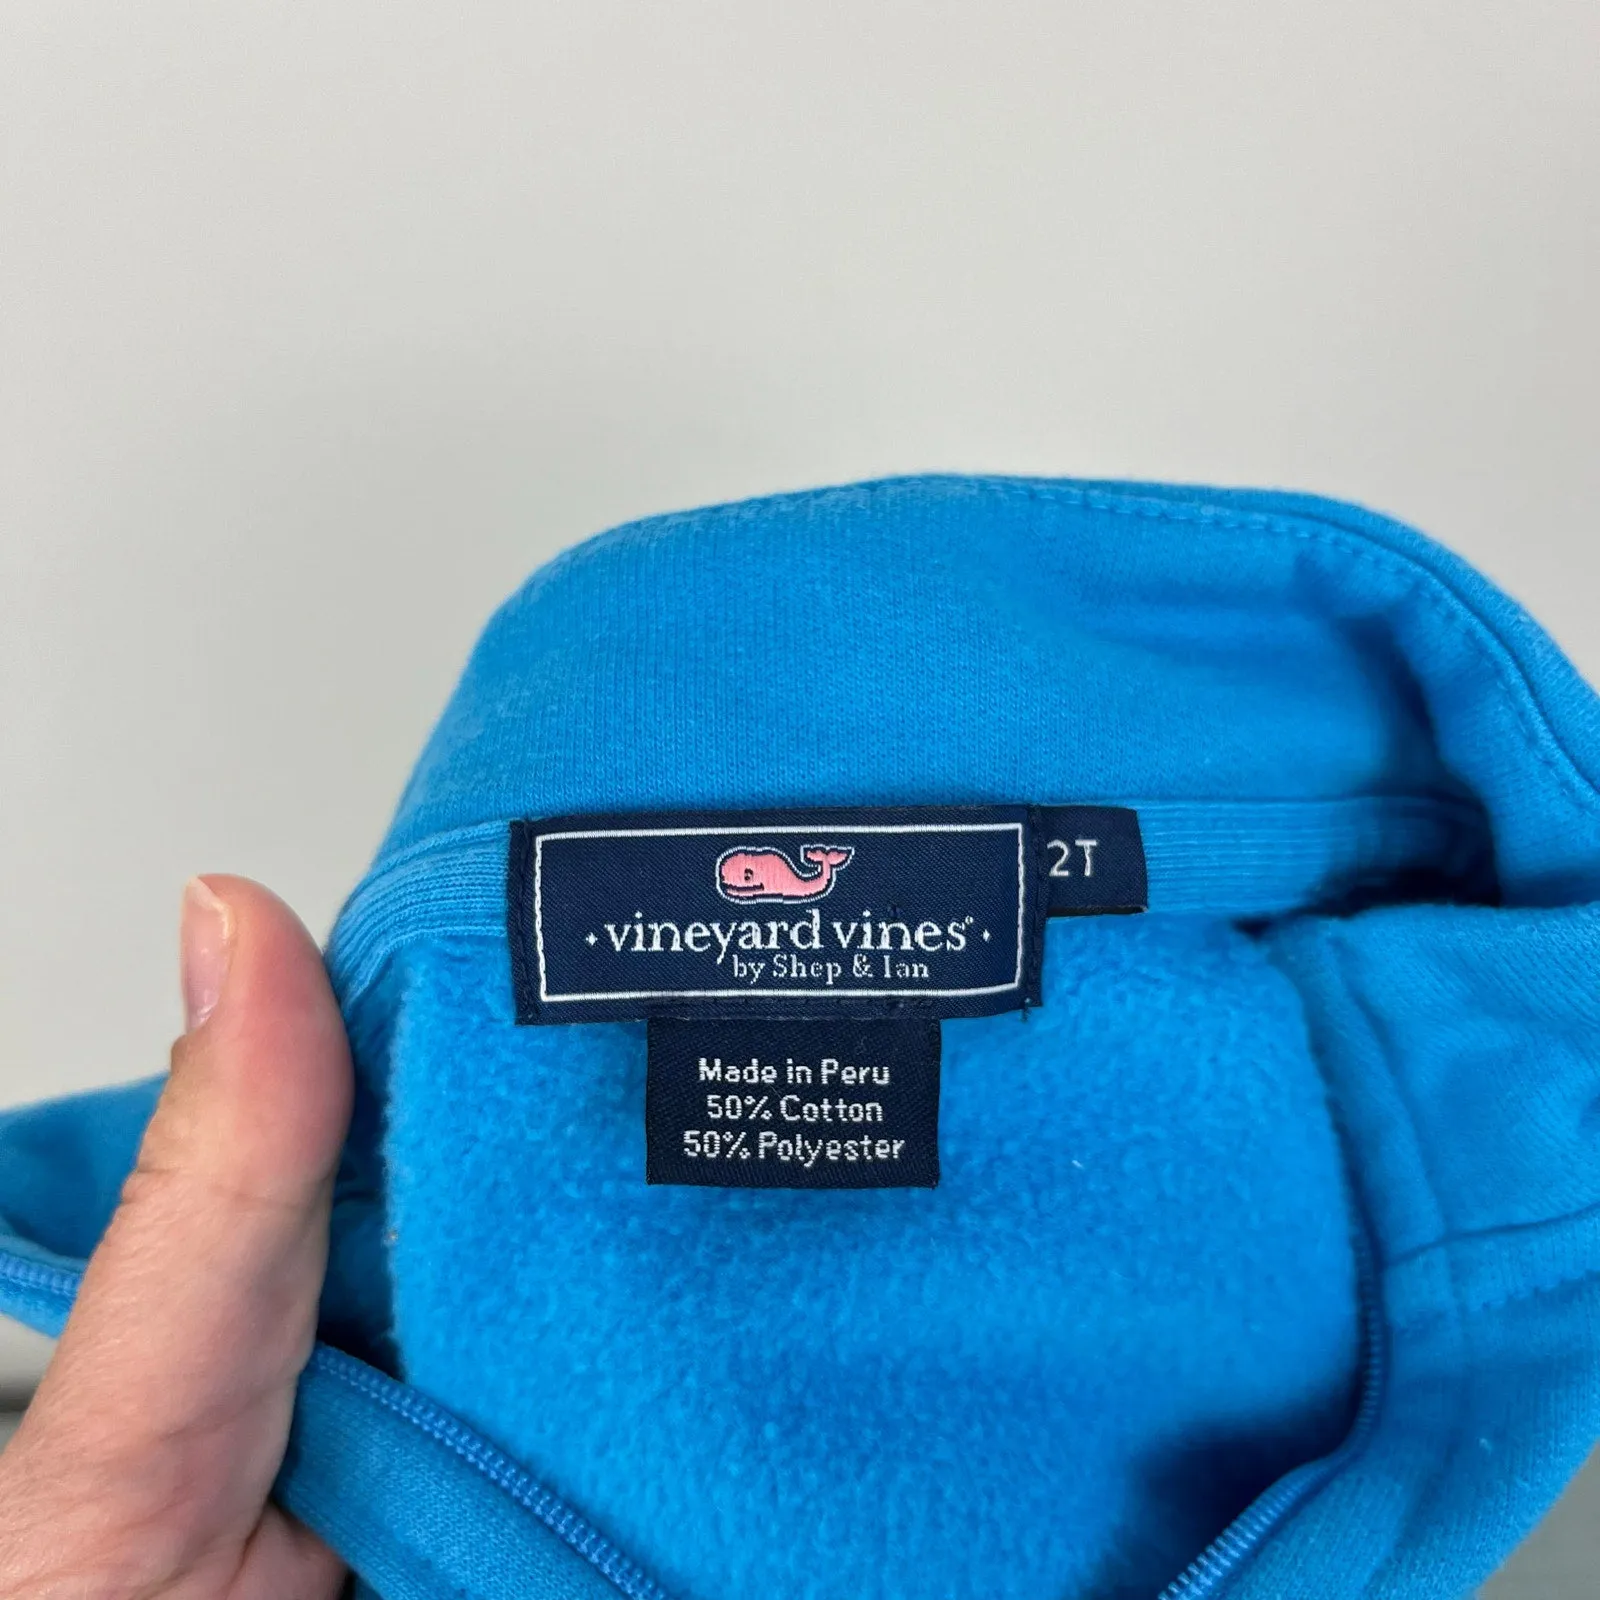 vineyard vines®
by Shep & Ian
2T
Made in Peru
50% Cotton
50% Polyester